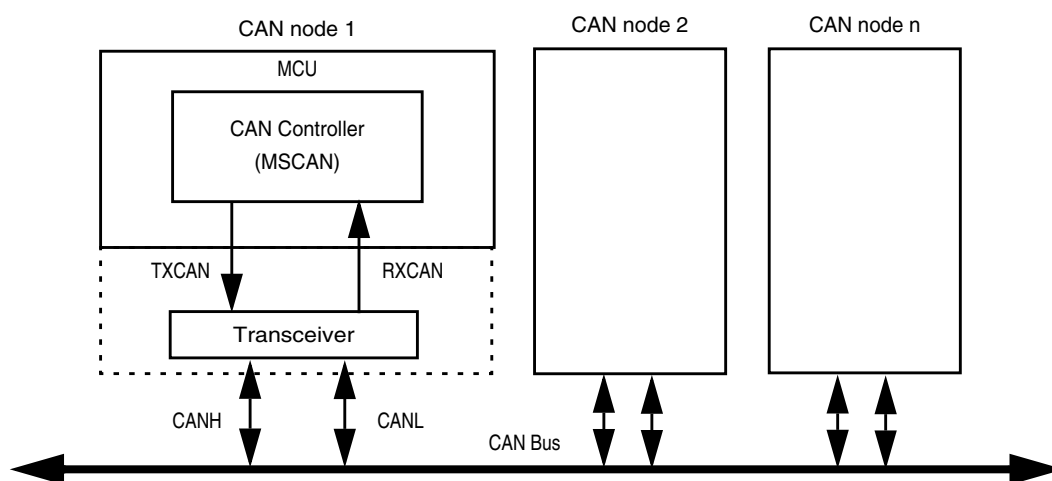 CAN node 1
CAN node 2
CAN node n
MCU
CAN Controller
(MSCAN)
TXCAN
RXCAN
Transceiver
CANH
CANL
CAN Bus